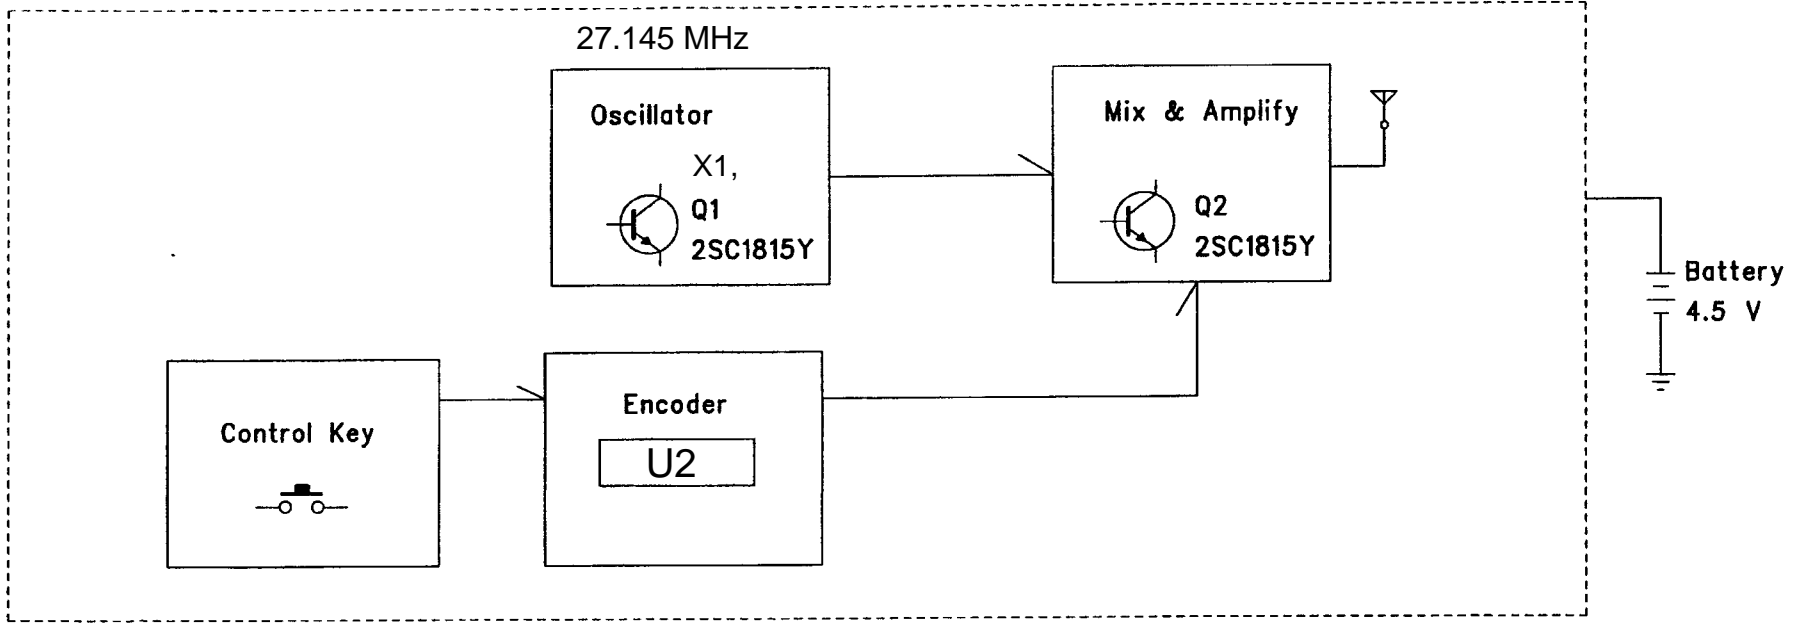 27.145 MHz
Oscillator
X1,
Q1
2SC1815Y
Mix & Amplify
Q2
2SC1815Y
Battery
4.5 V
Control Key
Encoder
U2